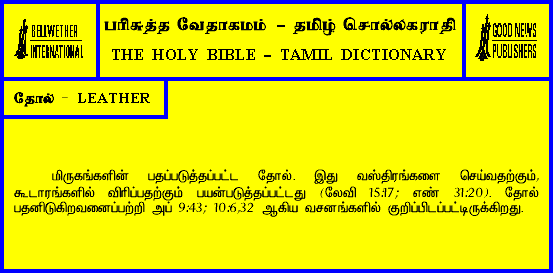 BELLWETHER
INTERNATIONAL
பரிசுத்த வேதாகமம் - தமிழ் சொல்லகராதி
THE HOLY BIBLE - TAMIL DICTIONARY
GOOD NEWS
PUBLISHERS
தோல் - LEATHER
மிருகங்களின் பதப்படுத்தப்பட்ட தோல். இது வஸ்திரங்களை செய்வதற்கும்,
கூடாரங்களில் விரிப்பதற்கும் பயன்படுத்தப்பட்டது (லேவி 15:17; எண் 31:20). தோல்
பதனிடுகிறவனைப்பற்றி அப் 9:43; 10:6,32 ஆகிய வசனங்களில் குறிப்பிடப்பட்டிருக்கிறது.